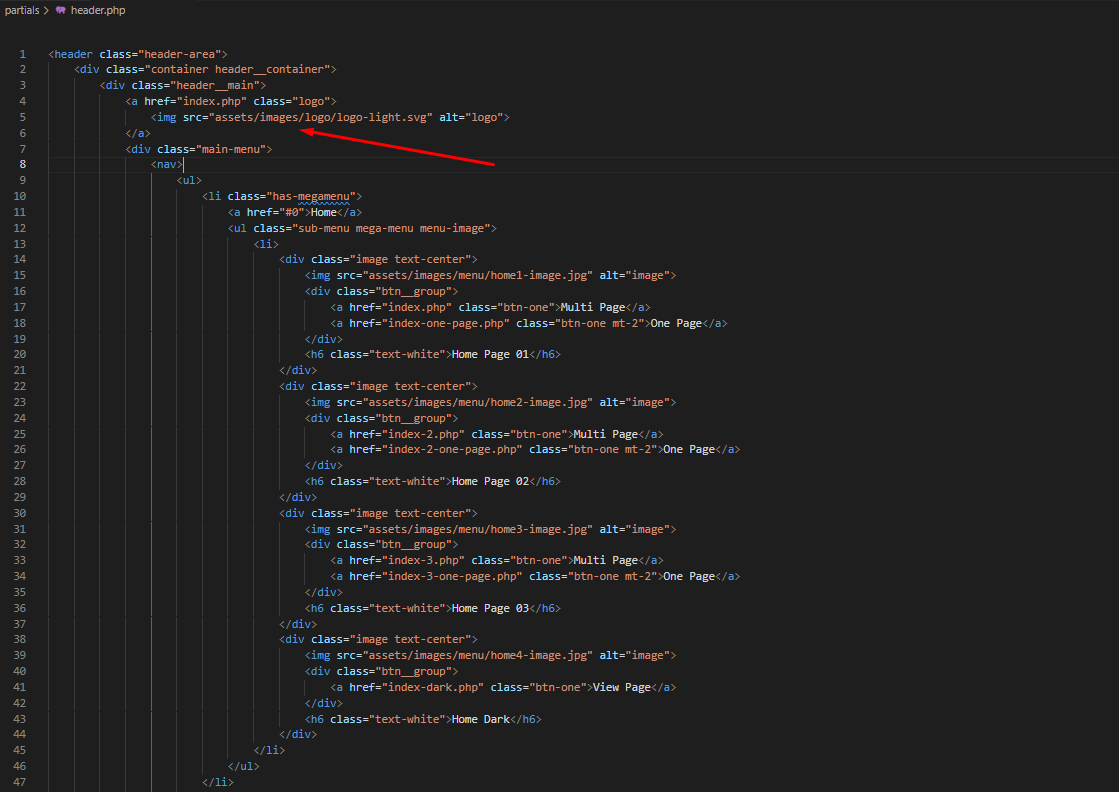 partials > header.php
1 <header class="header-area">
2 <div class="container header__container">
3 <div class="header__main">
4 <a href="index.php" class="logo">
5 <img src="assets/images/logo/logo-light.svg" alt="logo">
6 </a>
7 <div class="main-menu">
8 <nav>
9 <ul>
10 <li class="has-megamenu">
11 <a href="#0">Home</a>
12 <ul class="sub-menu mega-menu menu-image">
13 <li>
14 <div class="image text-center">
15 <img src="assets/images/menu/home1-image.jpg" alt="image">
16 <div class="btn__group">
17 <a href="index.php" class="btn-one">Multi Page</a>
18 <a href="index-one-page.php" class="btn-one mt-2">One Page</a>
19 </div>
20 <h6 class="text-white">Home Page 01</h6>
21 </div>
22 <div class="image text-center">
23 <img src="assets/images/menu/home2-image.jpg" alt="image">
24 <div class="btn__group">
25 <a href="index-2.php" class="btn-one">Multi Page</a>
26 <a href="index-2-one-page.php" class="btn-one mt-2">One Page</a>
27 </div>
28 <h6 class="text-white">Home Page 02</h6>
29 </div>
30 <div class="image text-center">
31 <img src="assets/images/menu/home3-image.jpg" alt="image">
32 <div class="btn__group">
33 <a href="index-3.php" class="btn-one">Multi Page</a>
34 <a href="index-3-one-page.php" class="btn-one mt-2">One Page</a>
35 </div>
36 <h6 class="text-white">Home Page 03</h6>
37 </div>
38 <div class="image text-center">
39 <img src="assets/images/menu/home4-image.jpg" alt="image">
40 <div class="btn__group">
41 <a href="index-dark.php" class="btn-one">View Page</a>
42 </div>
43 <h6 class="text-white">Home Dark</h6>
44 </div>
45 </li>
46 </ul>
47 </li>